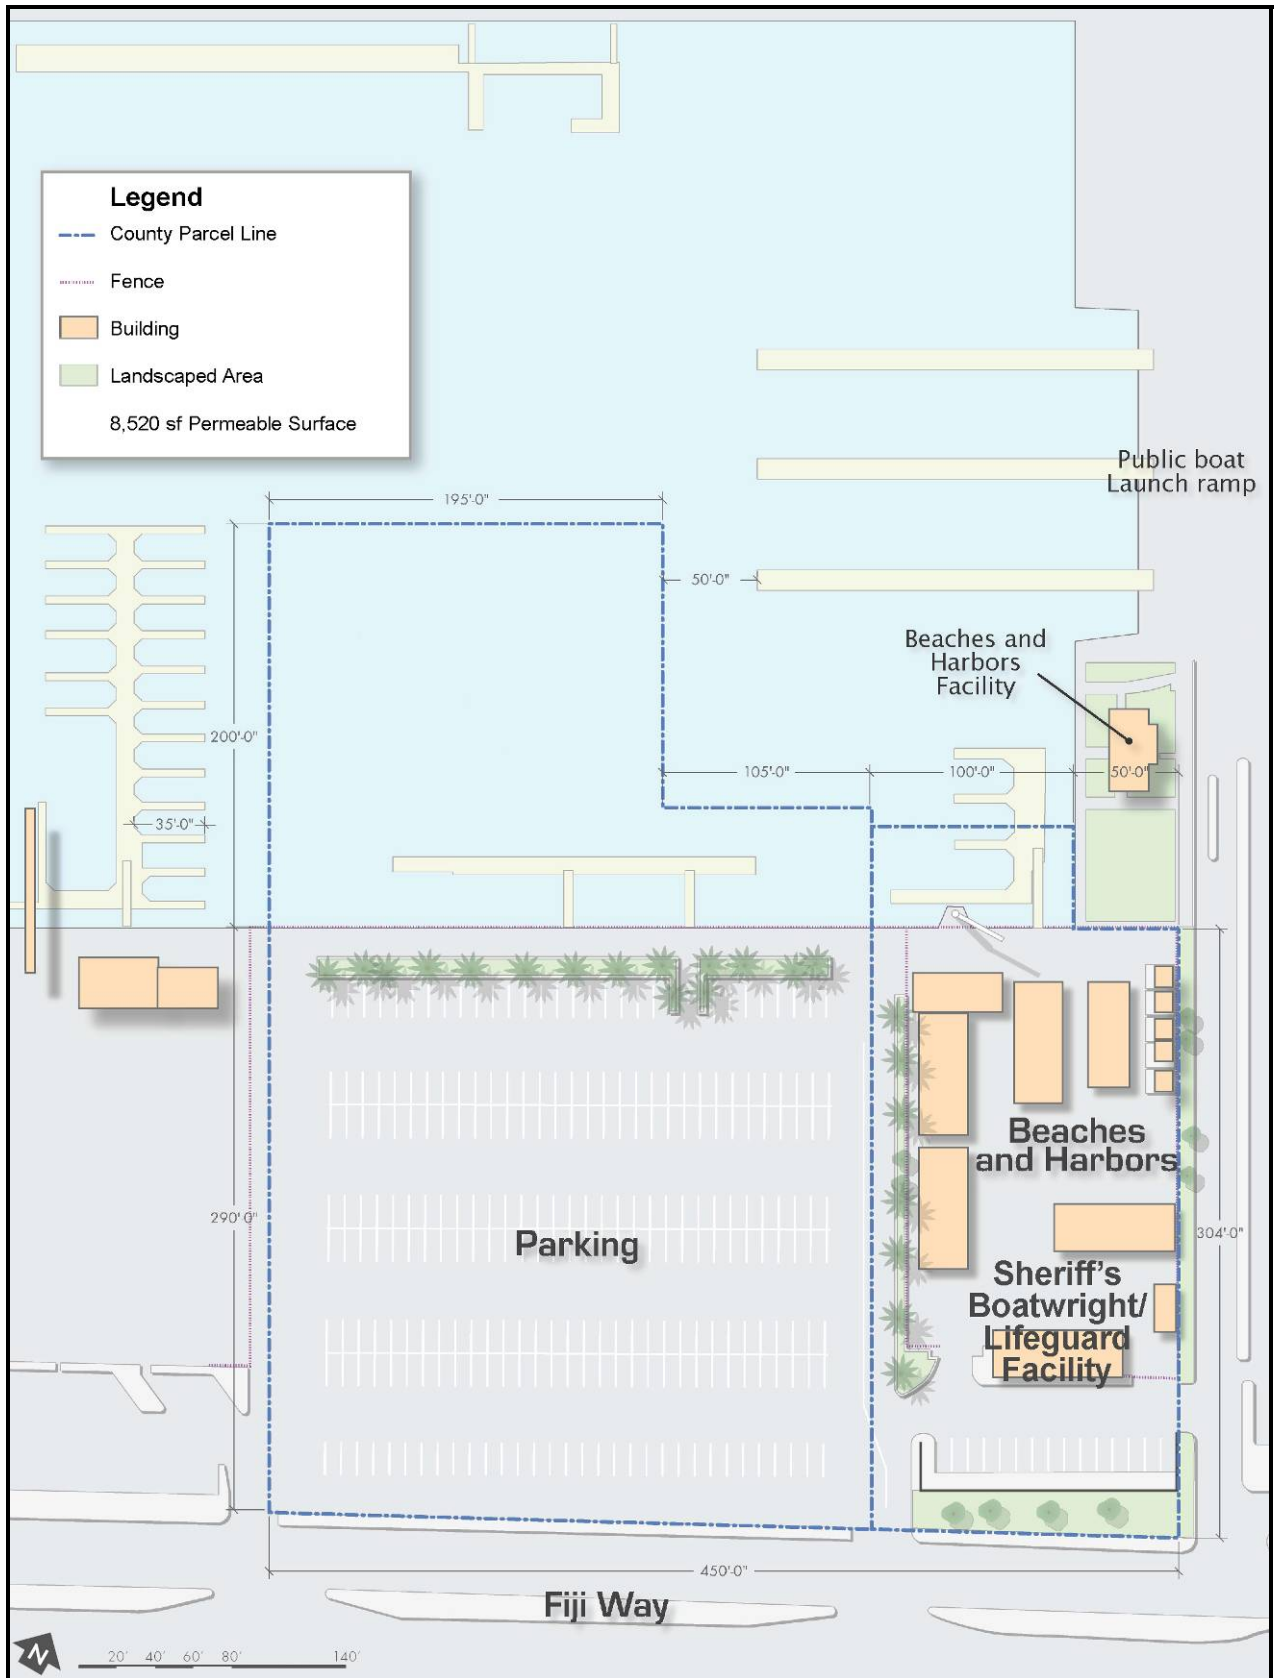 Legend
County Parcel Line
Fence
Building
Landscaped Area
8,520 sf Permeable Surface
Public boat
Launch ramp
195'-0"
50'-0"
Beaches and
Harbors
Facility
200'-0"
105'-0"
100'-0"
50'-0"
35'-0"
Beaches
and Harbors
290'-0"
Parking
304'-0"
Sheriff's
Boatwright/
Lifeguard
Facility
450'-0"
Fiji Way
N
20' 40' 60' 80' 140'